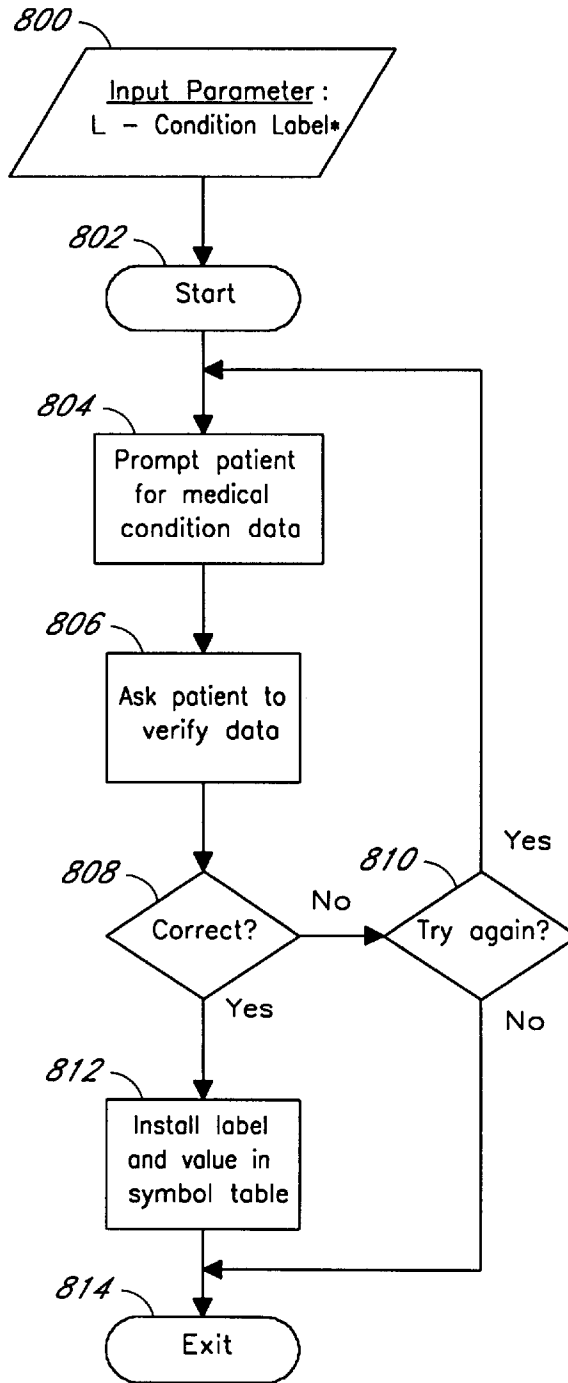 800
Input Parameter :
L - Condition Label*
802
Start
804
Prompt patient
for medical
condition data
806
Ask patient to
verify data
808
Correct?
No
810
Try again?
Yes
Yes
No
812
Install label
and value in
symbol table
814
Exit